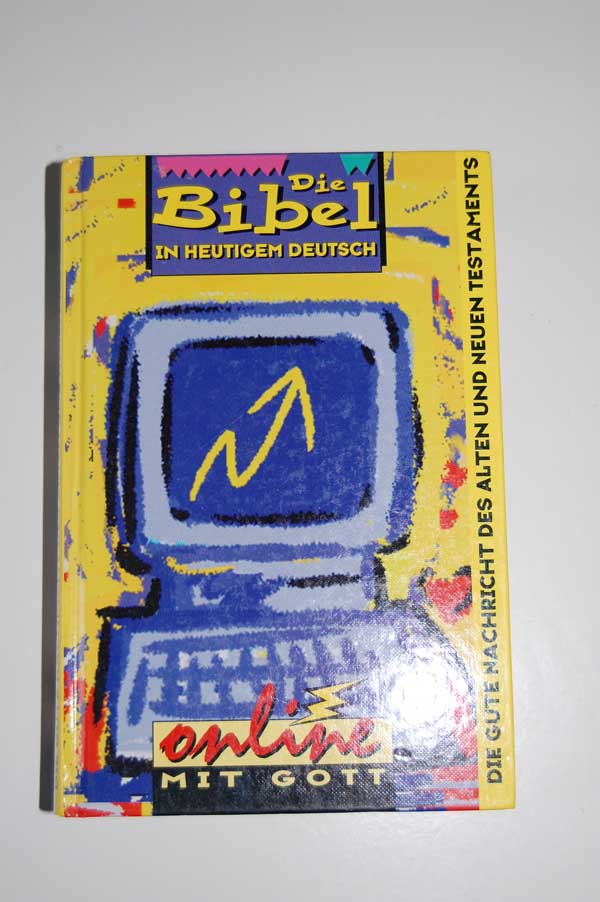 Die
Bibel
IN HEUTIGEM DEUTSCH
DIE GUTE NACHRICHT DES ALTEN UND NEUEN TESTAMENTS
online
MIT GOTT